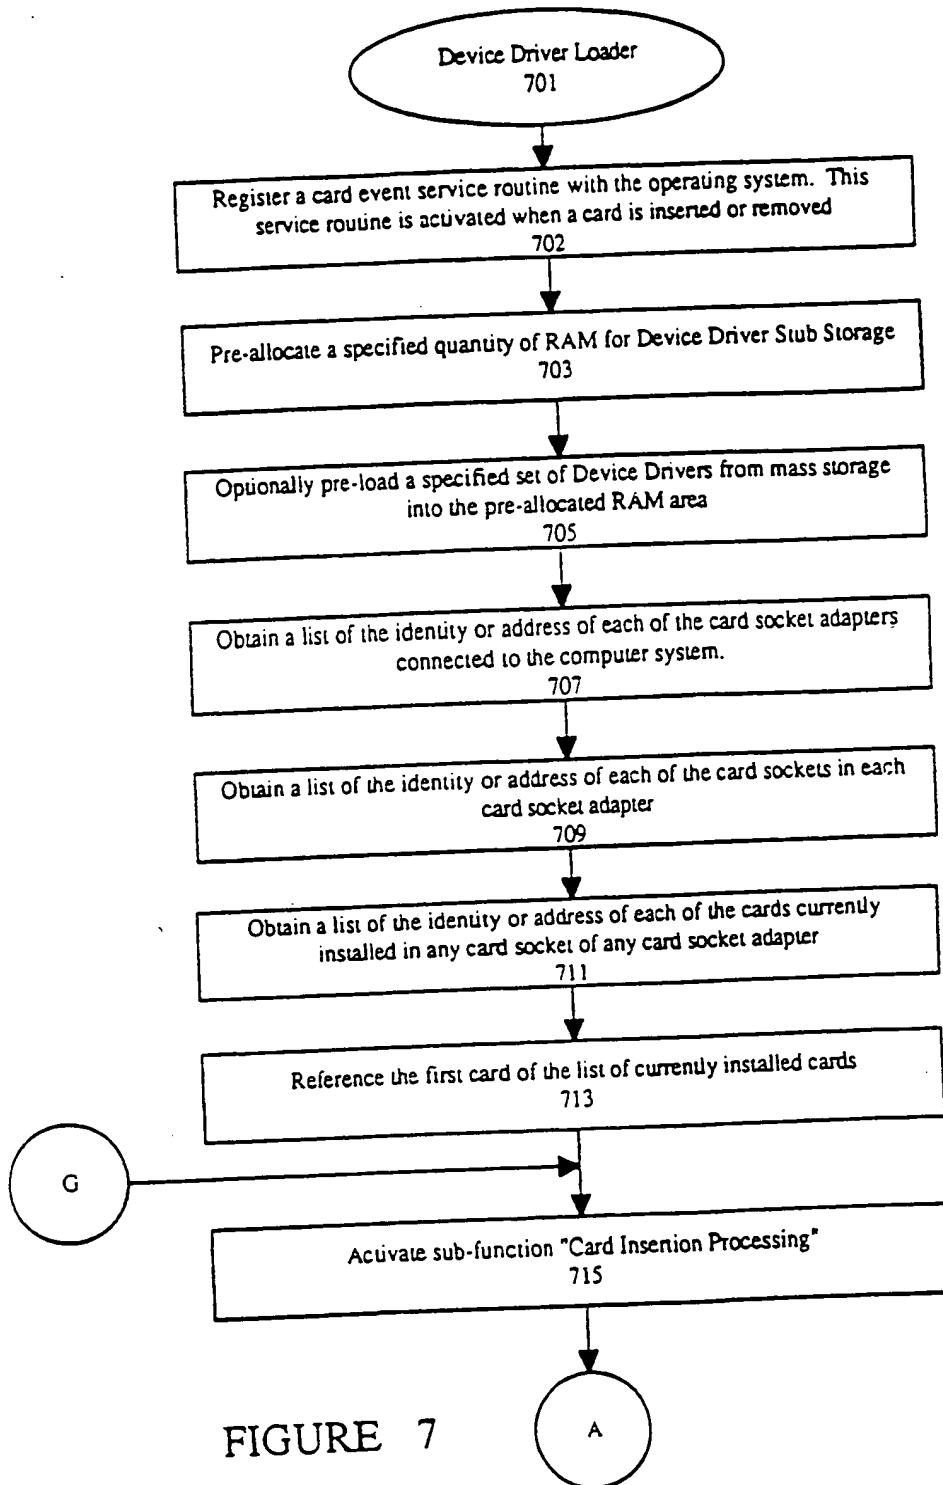 Device Driver Loader
701
Register a card event service routine with the operating system. This
service routine is activated when a card is inserted or removed
702
Pre-allocate a specified quantity of RAM for Device Driver Stub Storage
703
Optionally pre-load a specified set of Device Drivers from mass storage
into the pre-allocated RAM area
705
Obtain a list of the identity or address of each of the card socket adapters
connected to the computer system.
707
Obtain a list of the identity or address of each of the card sockets in each
card socket adapter
709
Obtain a list of the identity or address of each of the cards currently
installed in any card socket of any card socket adapter
711
Reference the first card of the list of currently installed cards
713
G
Activate sub-function "Card Insertion Processing"
715
A
FIGURE 7